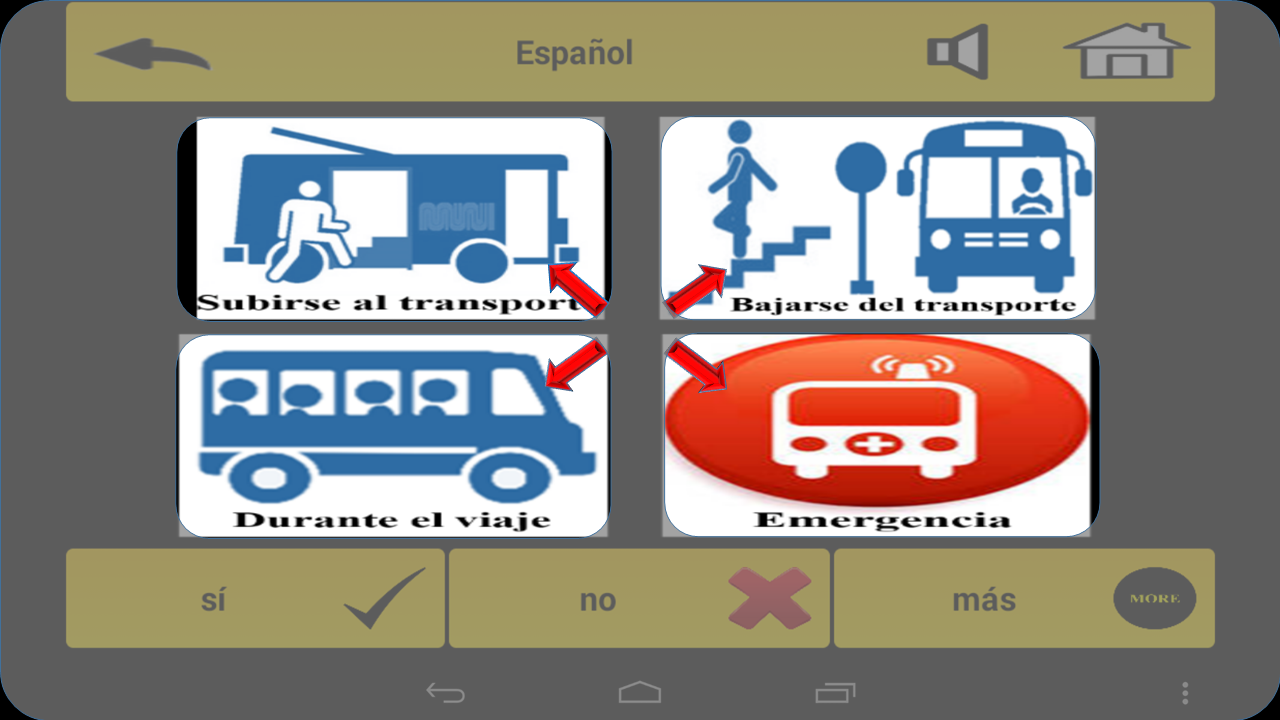 Español
Subirse al transport
Bajarse del transporte
Durante el viaje
Emergencia
sí
no
más
MORE